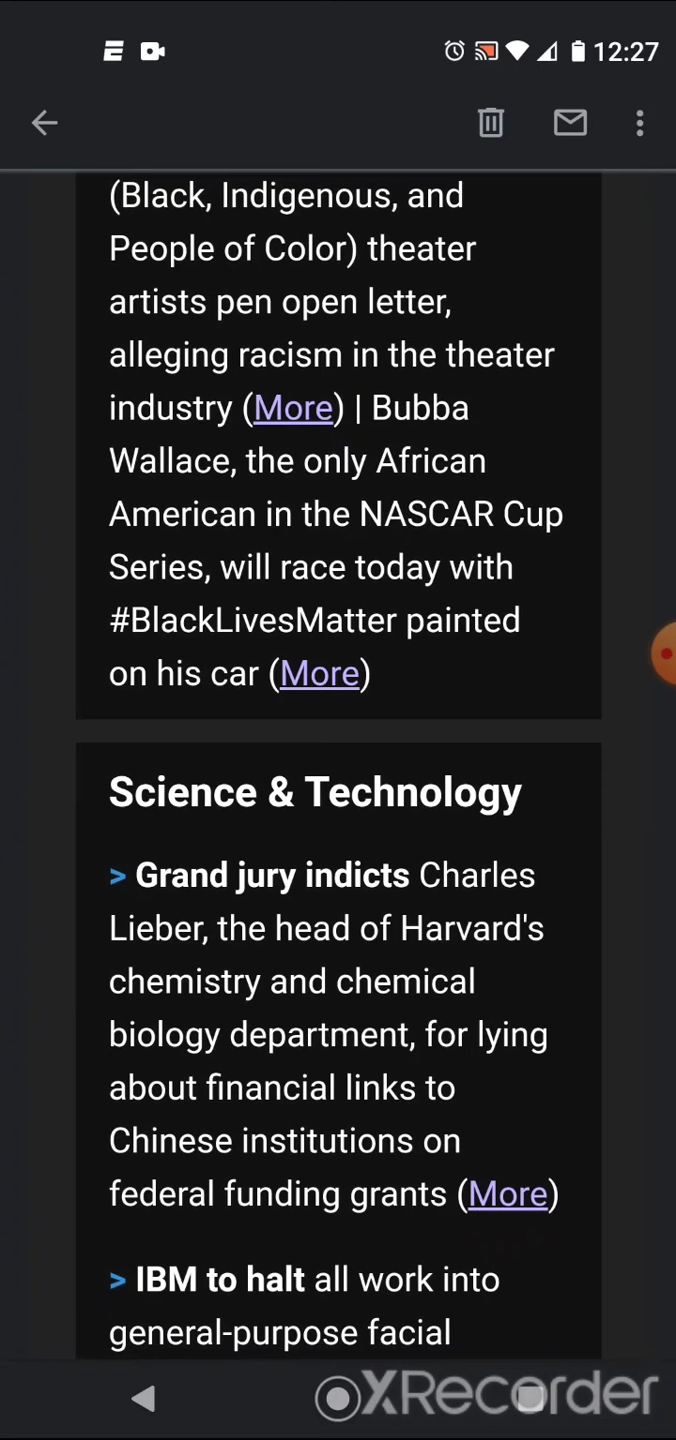 12:27
(Black, Indigenous, and
People of Color) theater
artists pen open letter,
alleging racism in the theater
industry (More) | Bubba
Wallace, the only African
American in the NASCAR Cup
Series, will race today with
#BlackLivesMatter painted
on his car (More)
Science & Technology
> Grand jury indicts Charles
Lieber, the head of Harvard's
chemistry and chemical
biology department, for lying
about financial links to
Chinese institutions on
federal funding grants (More)
> IBM to halt all work into
general-purpose facial
XRecorder